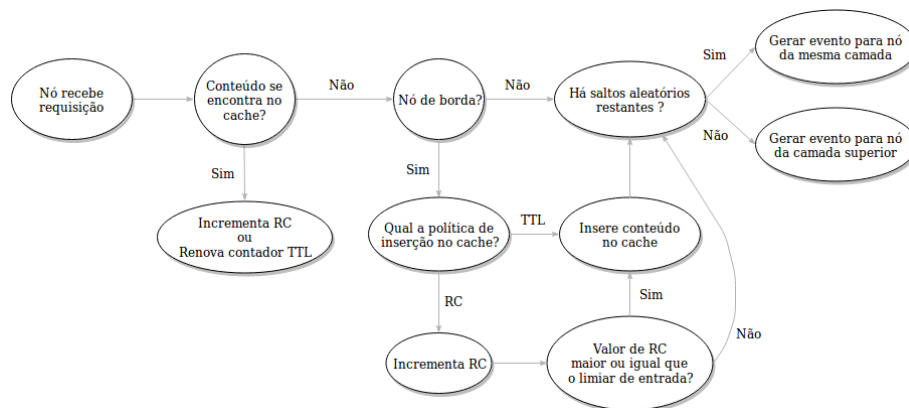 Nó recebe
requisição
Conteúdo se
encontra no
cache?
Não
Nó de borda?
Não
Há saltos aleatórios
restantes ?
Sim
Gerar evento para nó
da mesma camada
Não
Gerar evento para nó
da camada superior
Sim
Incrementa RC
ou
Renova contador TTL
Sim
Qual a política de
inserção no cache?
TTL
Insere conteúdo
no cache
RC
Sim
Incrementa RC
Valor de RC
maior ou igual que
o limiar de entrada?
Não